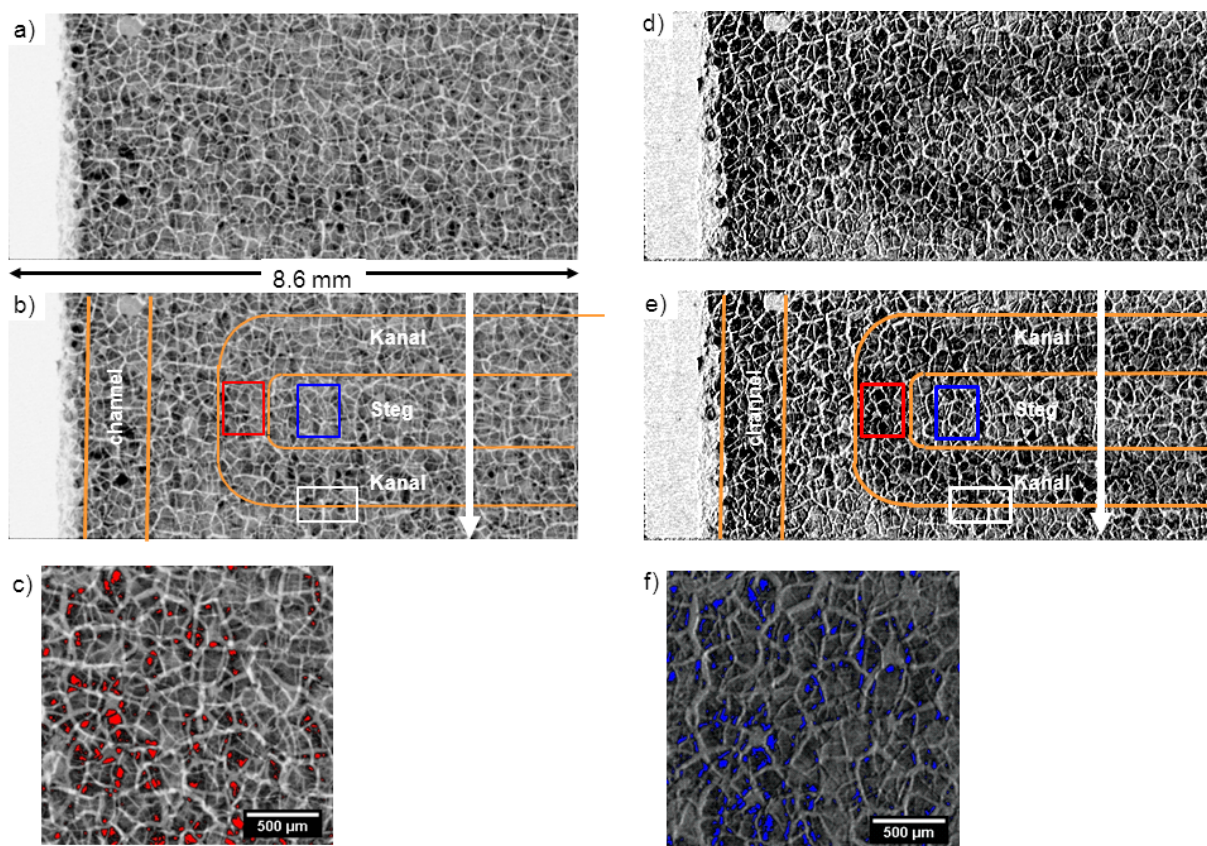 a)
d)
8.6 mm
b)
Kanal
channel
Steg
Kanal
e)
Kanal
channel
Steg
Kanal
c)
500 µm
f)
500 µm